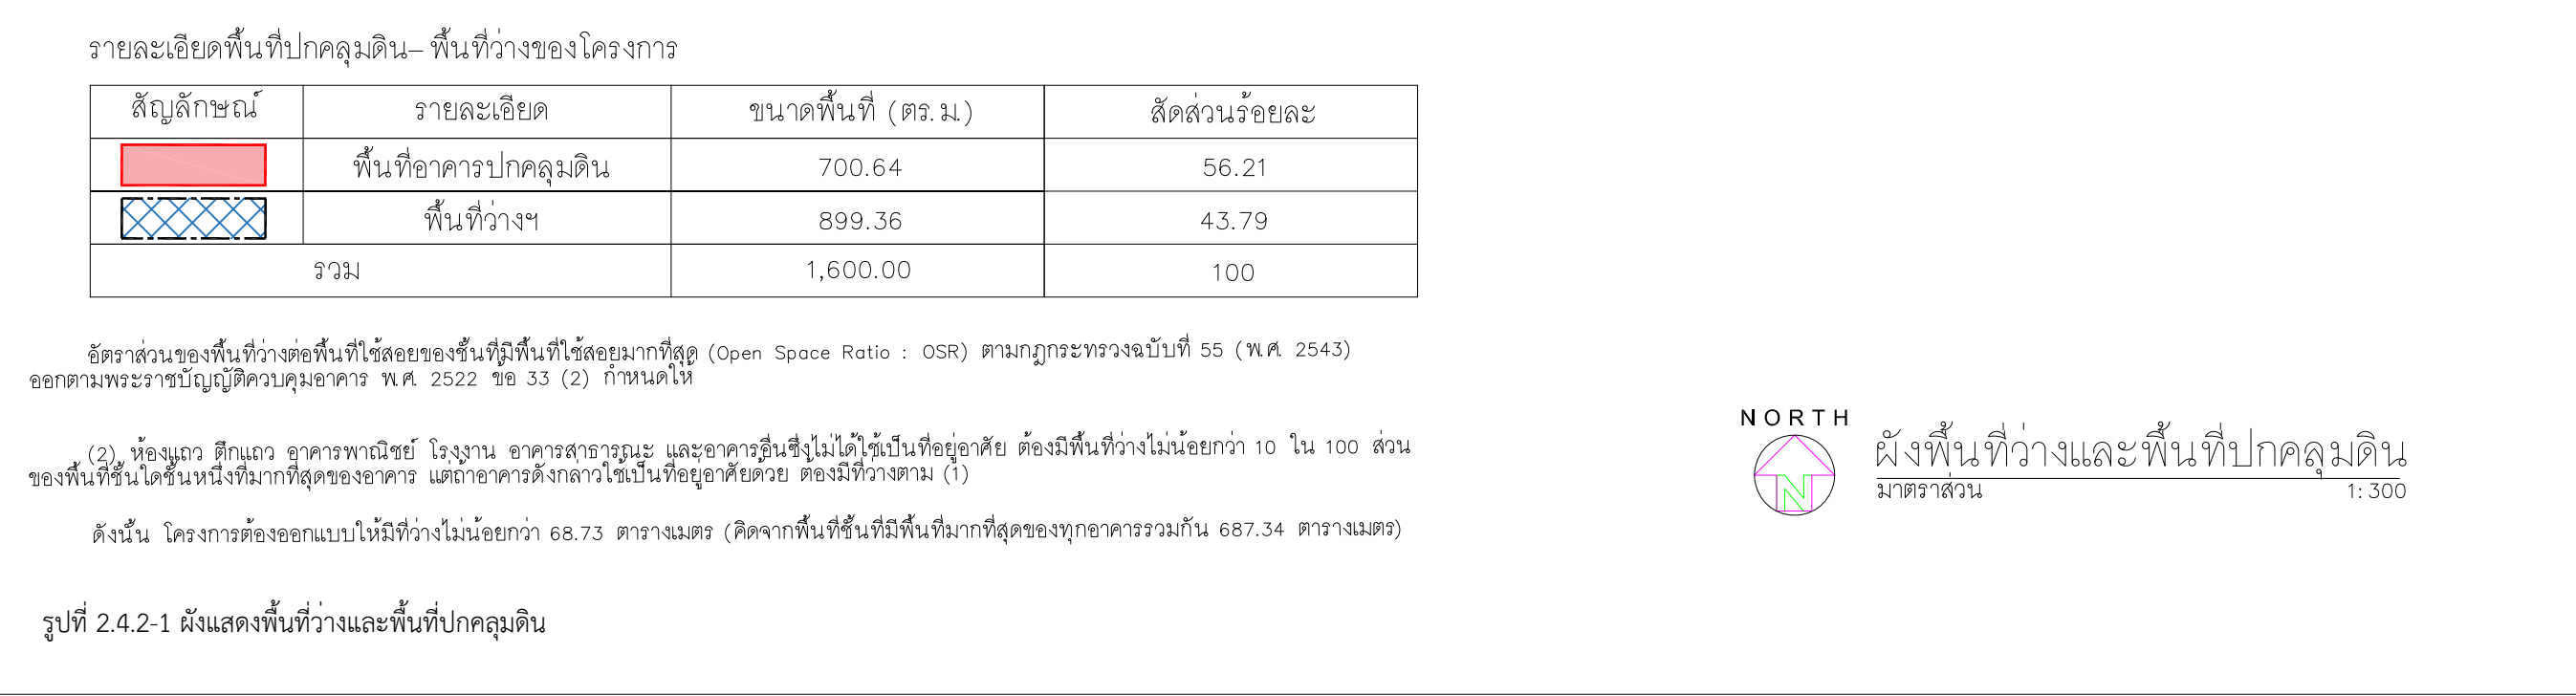 รายละเอียดพื้นที่ปกคลุมดิน– พื้นที่ว่างของโครงการ
สัญลักษณ์ รายละเอียด ขนาดพื้นที่ (ตร.ม.) สัดส่วนร้อยละ
พื้นที่อาคารปกคลุมดิน 700.64 56.21
พื้นที่ว่างฯ 899.36 43.79
รวม 1,600.00 100
อัตราส่วนของพื้นที่ว่างต่อพื้นที่ใช้สอยของชั้นที่มีพื้นที่ใช้สอยมากที่สุด (Open Space Ratio : OSR) ตามกฎกระทรวงฉบับที่ 55 (พ.ศ. 2543)
ออกตามพระราชบัญญัติควบคุมอาคาร พ.ศ. 2522 ข้อ 33 (2) กำหนดให้
(2) ห้องแถว ตึกแถว อาคารพาณิชย์ โรงงาน อาคารสาธารณะ และอาคารอื่นซึ่งไม่ได้ใช้เป็นที่อยู่อาศัย ต้องมีพื้นที่ว่างไม่น้อยกว่า 10 ใน 100 ส่วน
ของพื้นที่ชั้นใดชั้นหนึ่งที่มากที่สุดของอาคาร แต่ถ้าอาคารดังกล่าวใช้เป็นที่อยู่อาศัยด้วย ต้องมีที่ว่างตาม (1)
ดังนั้น โครงการต้องออกแบบให้มีที่ว่างไม่น้อยกว่า 68.73 ตารางเมตร (คิดจากพื้นที่ชั้นที่มีพื้นที่มากที่สุดของทุกอาคารรวมกัน 687.34 ตารางเมตร)
NORTH
N
ผังพื้นที่ว่างและพื้นที่ปกคลุมดิน
มาตราส่วน 1:300
รูปที่ 2.4.2-1 ผังแสดงพื้นที่ว่างและพื้นที่ปกคลุมดิน